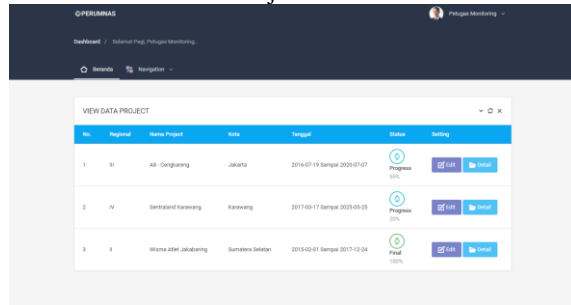 PERUMNAS
Petugas Monitoring
Dashboard / Selamat Pagi, Petugas Monitoring..
Beranda Navigation
VIEW DATA PROJECT
No. Regional Nama Project Kota Tanggal Status Setting
1 III Aili - Cengkareng Jakarta 2016-07-19 Sampai 2020-07-07 Progress 55% Edit Detail
2 IV Sentraland Karawang Karawang 2017-03-17 Sampai 2025-05-25 Progress 20% Edit Detail
3 II Wisma Atlet Jakabaring Sumatera Selatan 2015-02-01 Sampai 2017-12-24 Final 100% Edit Detail